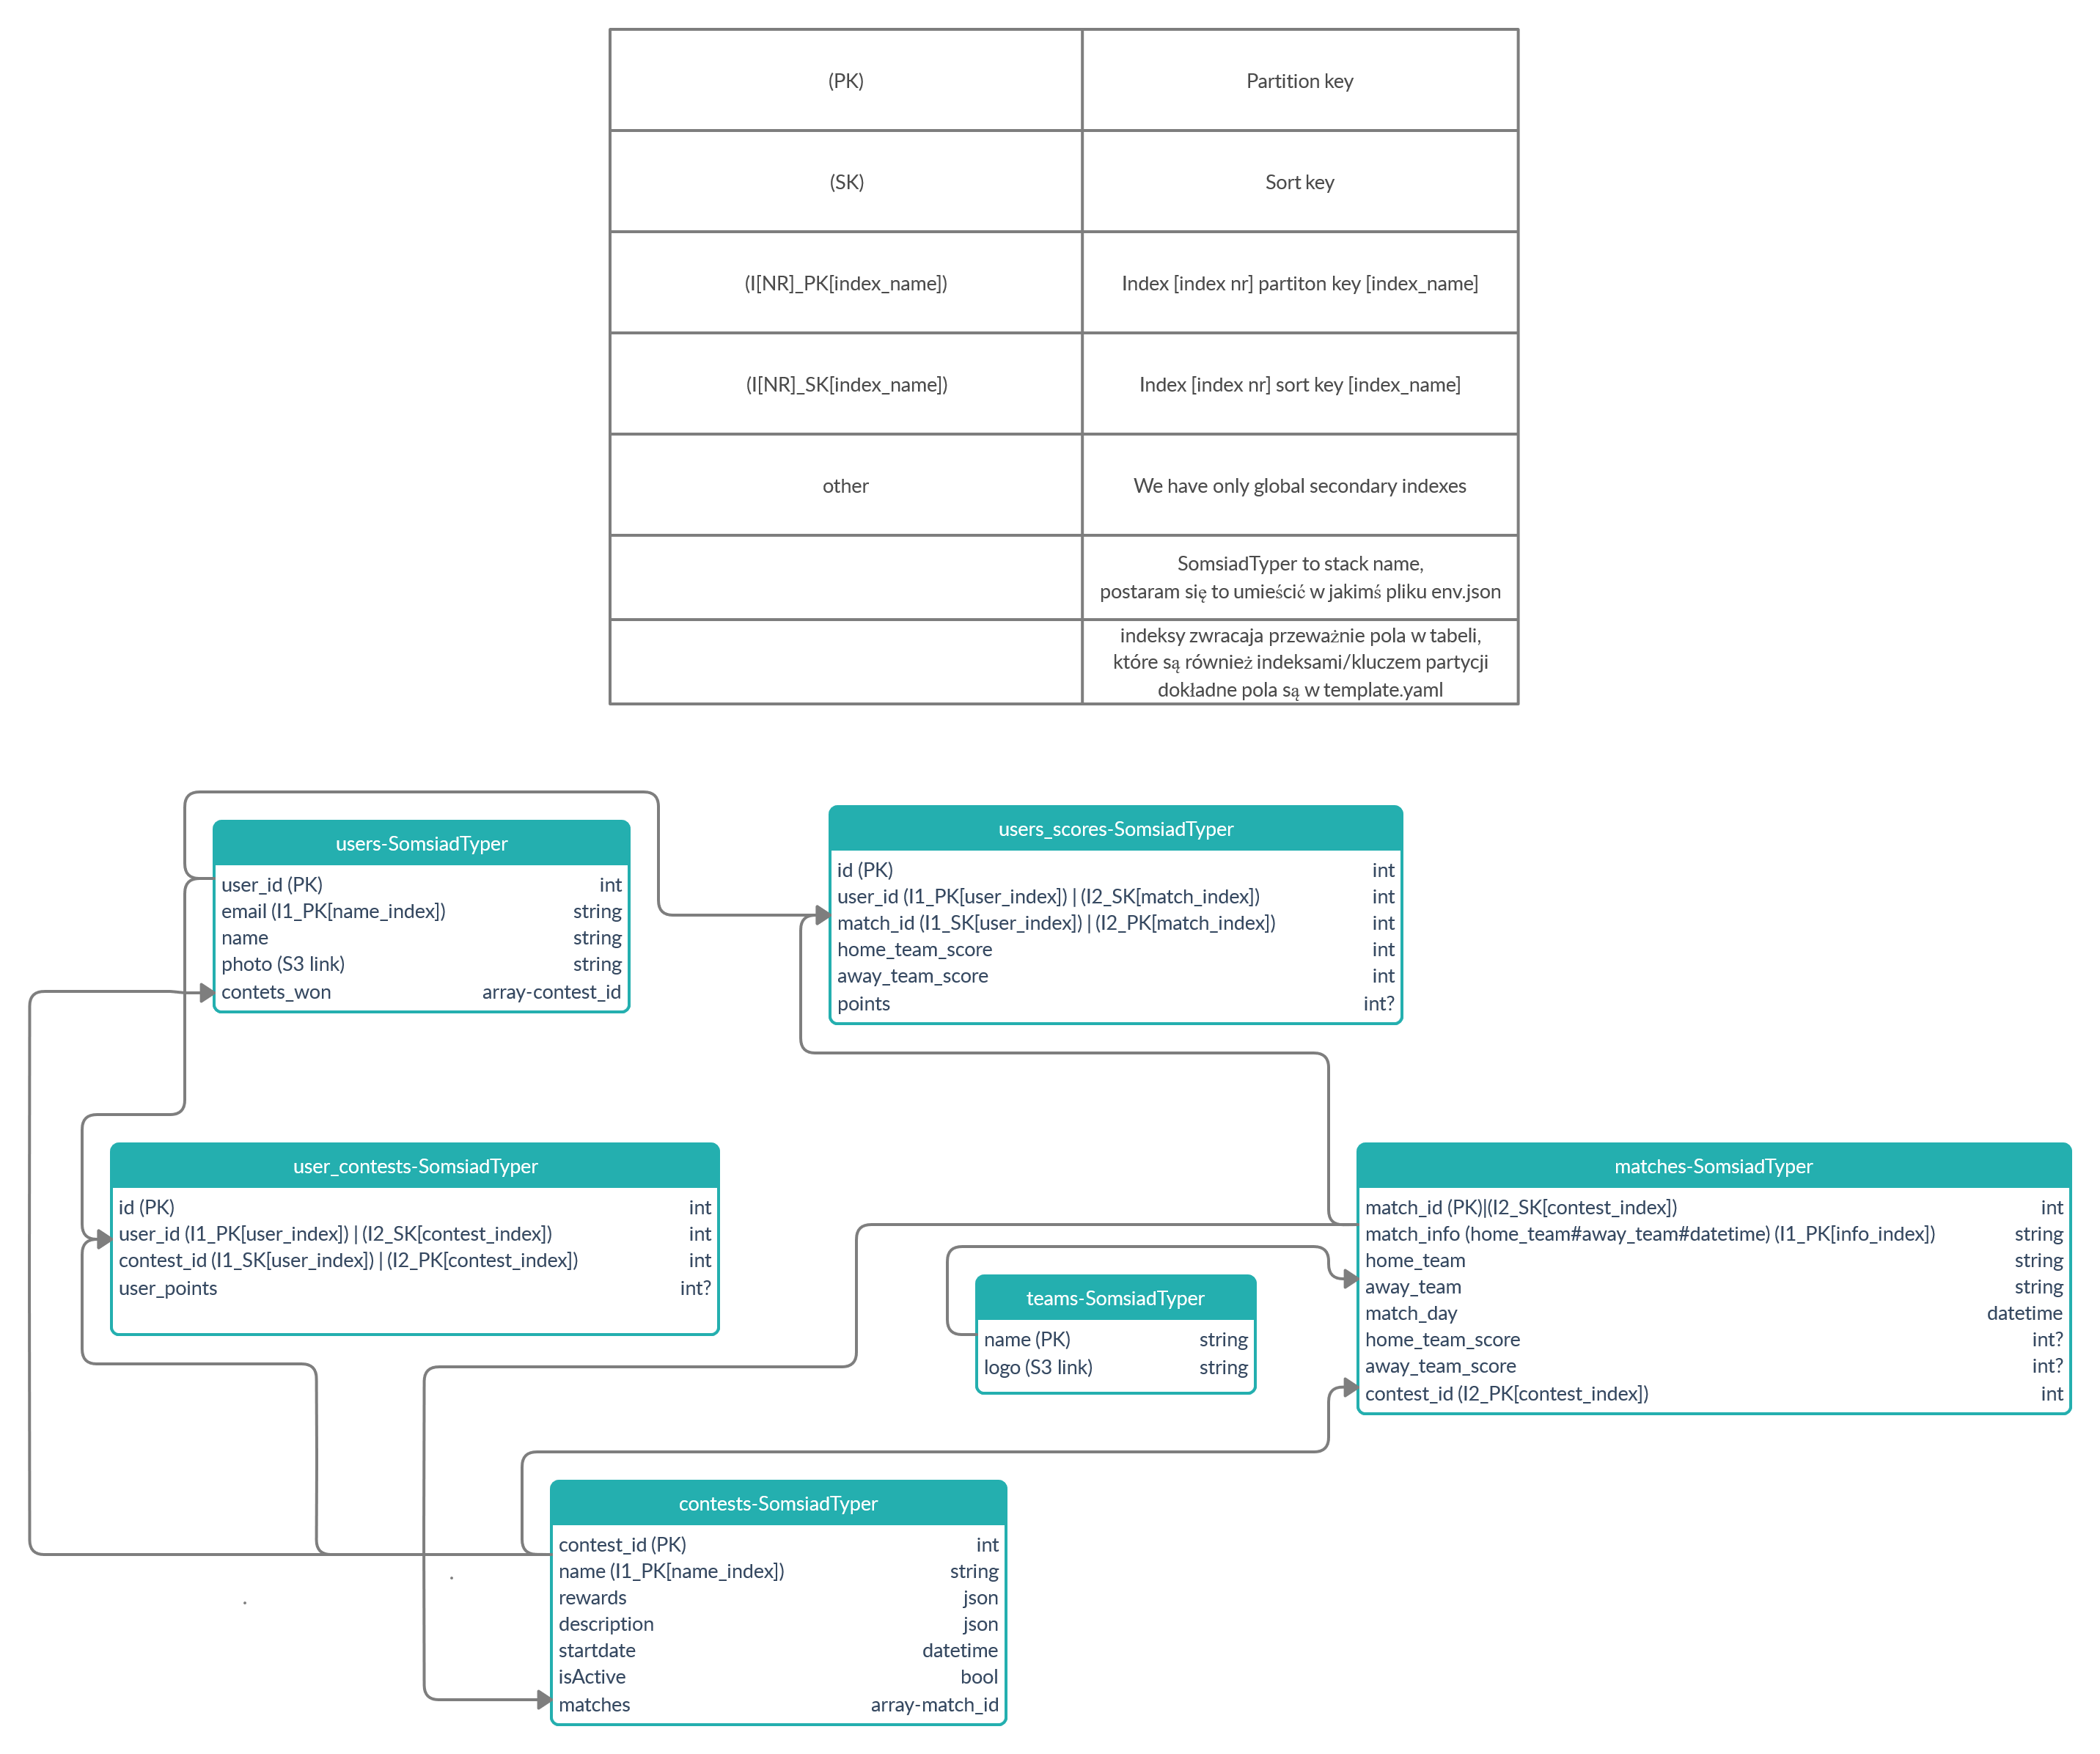 (PK) Partition key
(SK) Sort key
(I[NR]_PK[index_name]) Index [index nr] partiton key [index_name]
(I[NR]_SK[index_name]) Index [index nr] sort key [index_name]
other We have only global secondary indexes
SomsiadTyper to stack name,
postaram się to umieścić w jakimś pliku env.json
indeksy zwracaja przeważnie pola w tabeli,
które są również indeksami/kluczem partycji
dokładne pola są w template.yaml
users-SomsiadTyper
user_id (PK) int
email (I1_PK[name_index]) string
name string
photo (S3 link) string
contets_won array-contest_id
users_scores-SomsiadTyper
id (PK) int
user_id (I1_PK[user_index]) | (I2_SK[match_index]) int
match_id (I1_SK[user_index]) | (I2_PK[match_index]) int
home_team_score int
away_team_score int
points int?
user_contests-SomsiadTyper
id (PK) int
user_id (I1_PK[user_index]) | (I2_SK[contest_index]) int
contest_id (I1_SK[user_index]) | (I2_PK[contest_index]) int
user_points int?
matches-SomsiadTyper
match_id (PK)|(I2_SK[contest_index]) int
match_info (home_team#away_team#datetime) (I1_PK[info_index]) string
home_team string
away_team string
match_day datetime
home_team_score int?
away_team_score int?
contest_id (I2_PK[contest_index]) int
teams-SomsiadTyper
name (PK) string
logo (S3 link) string
contests-SomsiadTyper
contest_id (PK) int
name (I1_PK[name_index]) string
rewards json
description json
startdate datetime
isActive bool
matches array-match_id